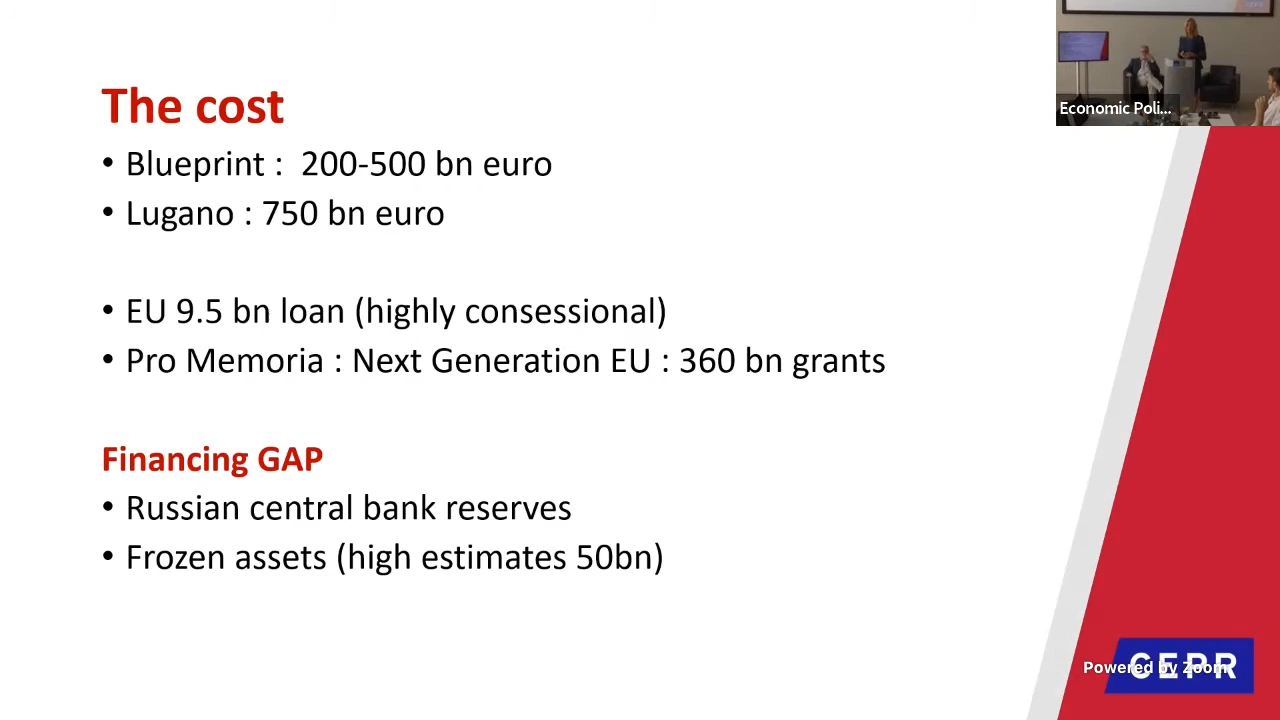 CEPR
Economic Poli...
The cost
• Blueprint : 200-500 bn euro
• Lugano : 750 bn euro
• EU 9.5 bn loan (highly consessional)
• Pro Memoria : Next Generation EU : 360 bn grants
Financing GAP
• Russian central bank reserves
• Frozen assets (high estimates 50bn)
Powered by Zoom
CEPR